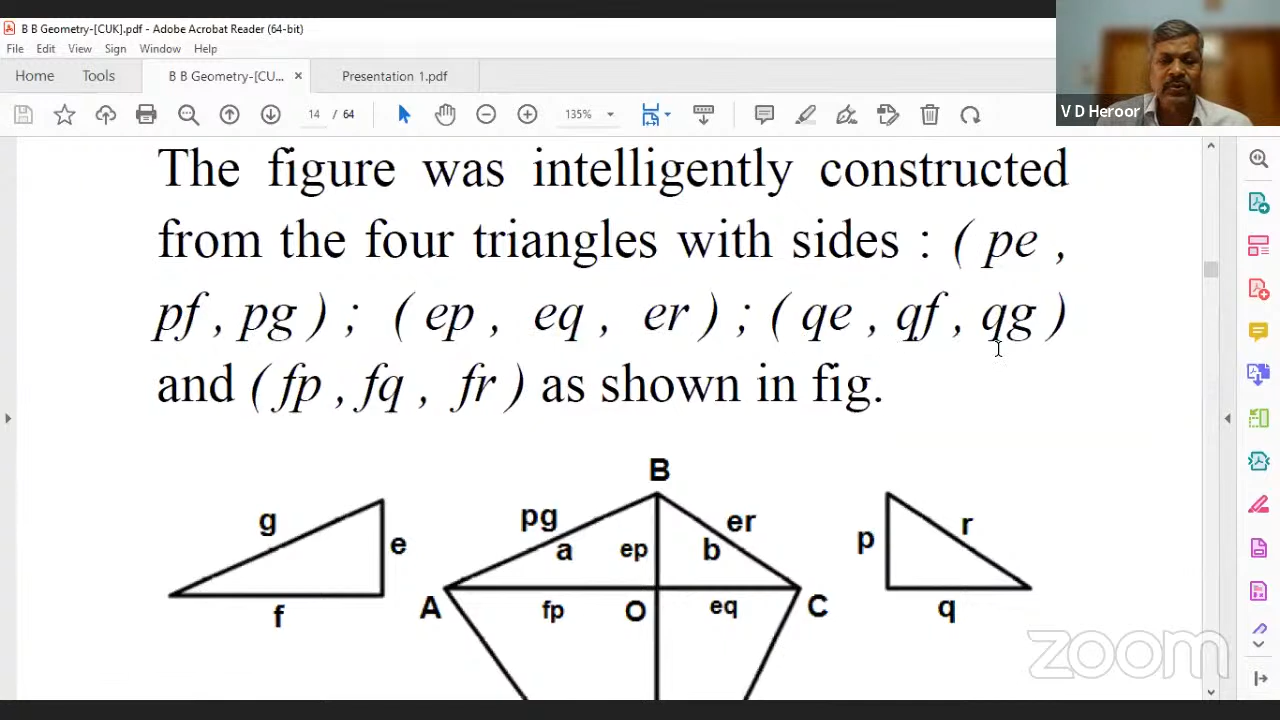 B B Geometry-[CUK].pdf - Adobe Acrobat Reader (64-bit)
File Edit View Sign Window Help
Home Tools B B Geometry-[CU... × Presentation 1.pdf
14 / 64 135%
V D Heroor
The figure was intelligently constructed
from the four triangles with sides : ( pe ,
pf , pg ) ; ( ep , eq , er ) ; ( qe , qf , qg )
and ( fp , fq , fr ) as shown in fig.
B
g e f
pg a ep b er
A fp O eq C
p r q
zoom